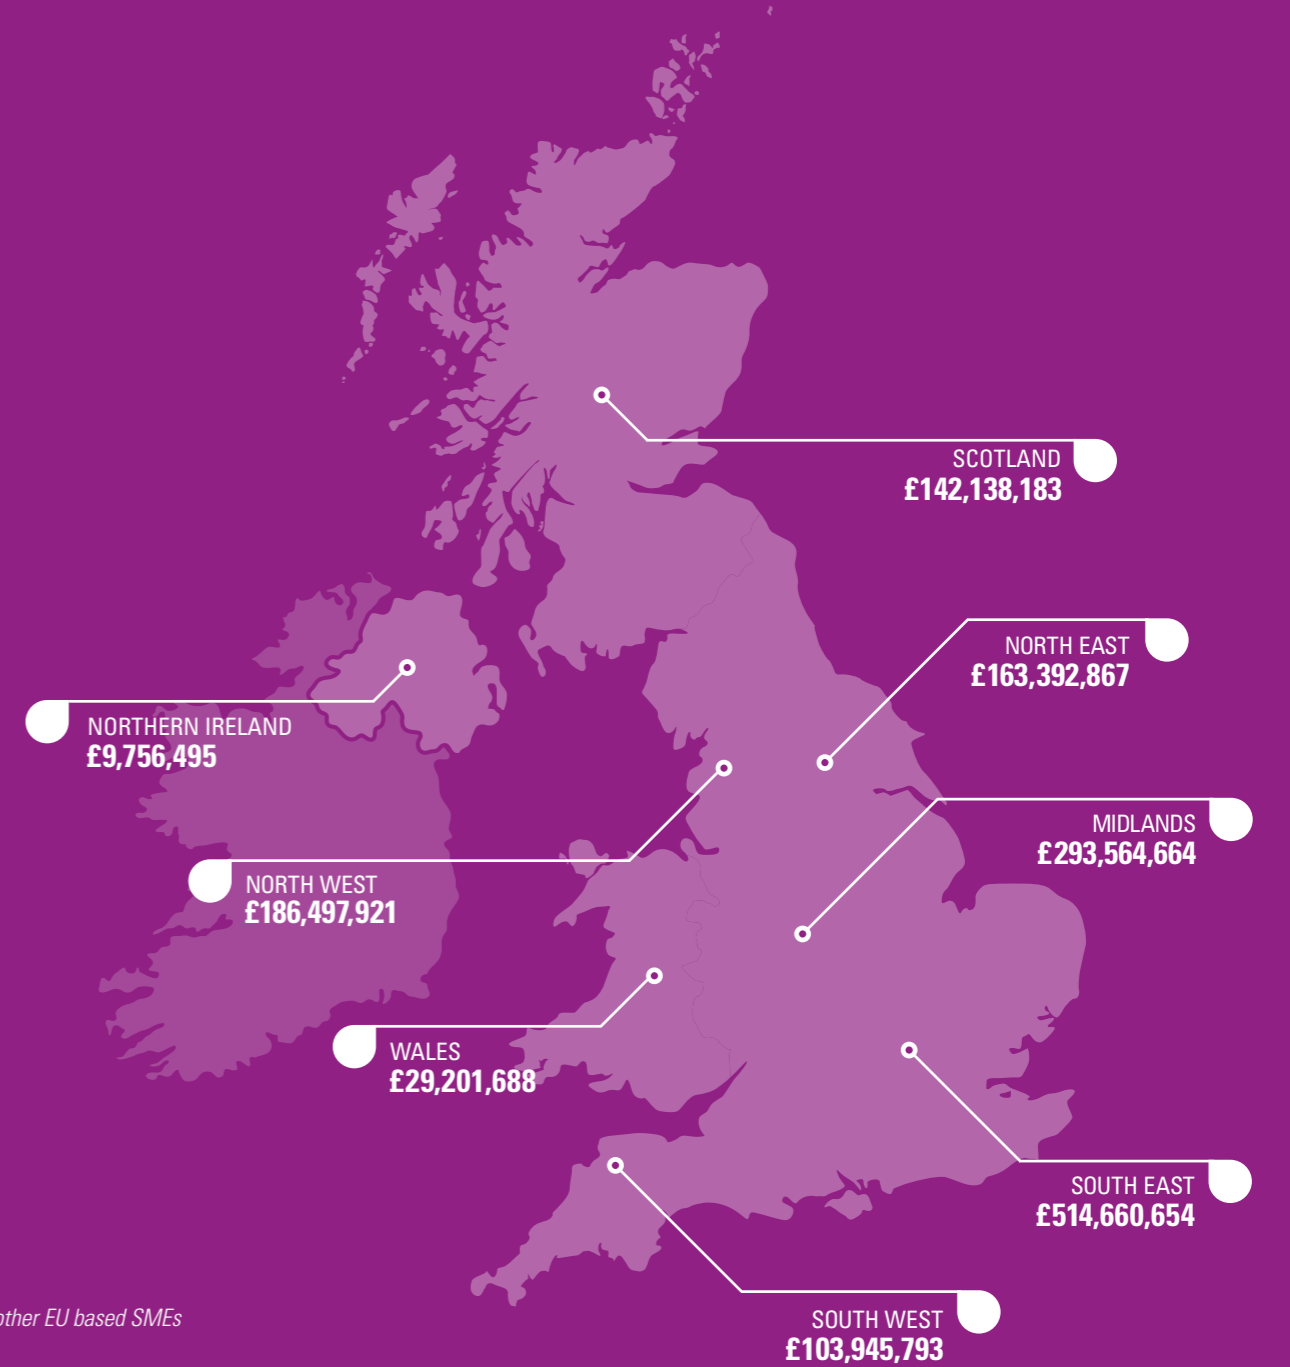 SCOTLAND
£142,138,183
NORTH EAST
£163,392,867
NORTHERN IRELAND
£9,756,495
MIDLANDS
£293,564,664
NORTH WEST
£186,497,921
WALES
£29,201,688
SOUTH EAST
£514,660,654
SOUTH WEST
£103,945,793
other EU based SMEs